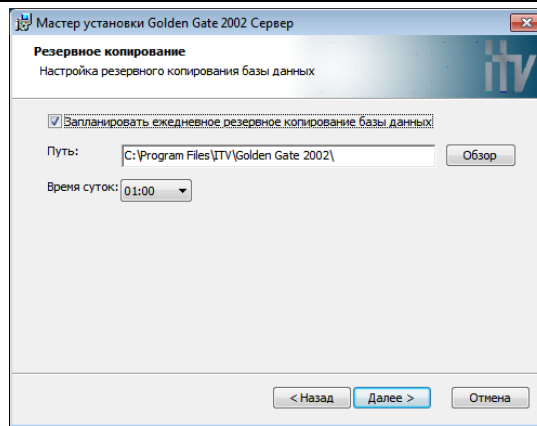 Мастер установки Golden Gate 2002 Сервер
Резервное копирование
Настройка резервного копирования базы данных
itv
Запланировать ежедневное резервное копирование базы данных
Путь: C:\Program Files\ITV\Golden Gate 2002\ Обзор
Время суток: 01:00
< Назад Далее > Отмена